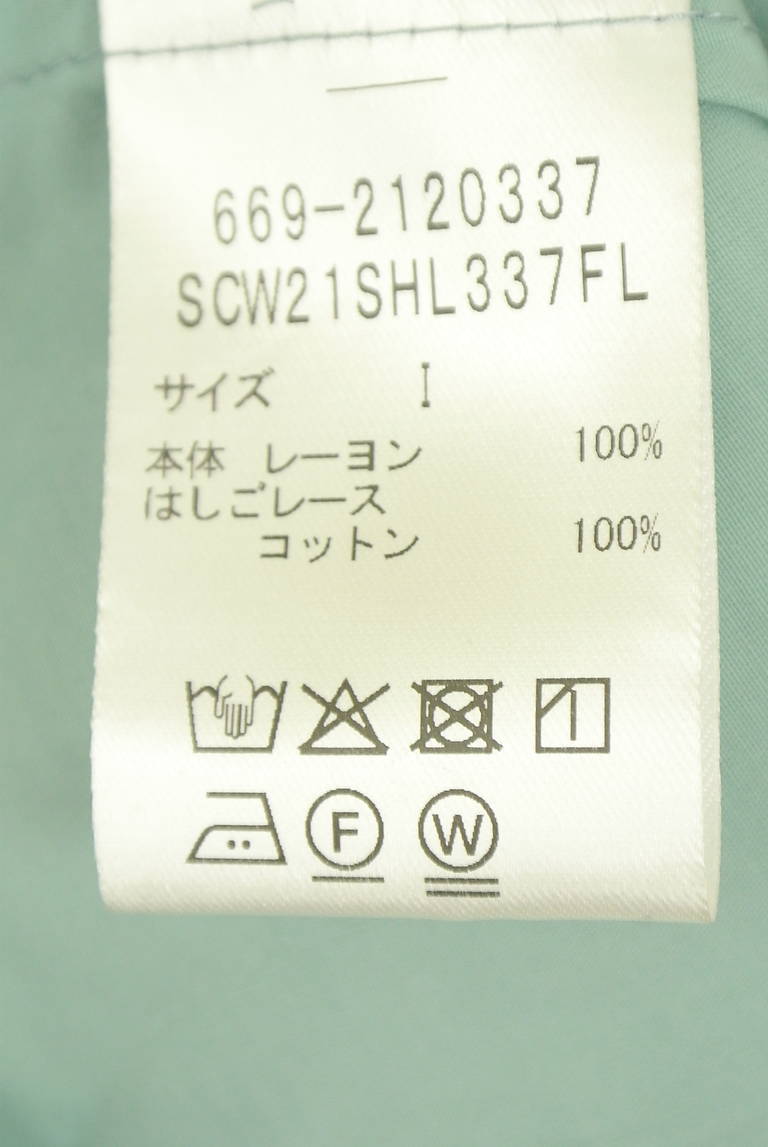 669-2120337
SCW21SHL337FL
サイズ I
本体 レーヨン 100%
はしごレース
コットン 100%
F W